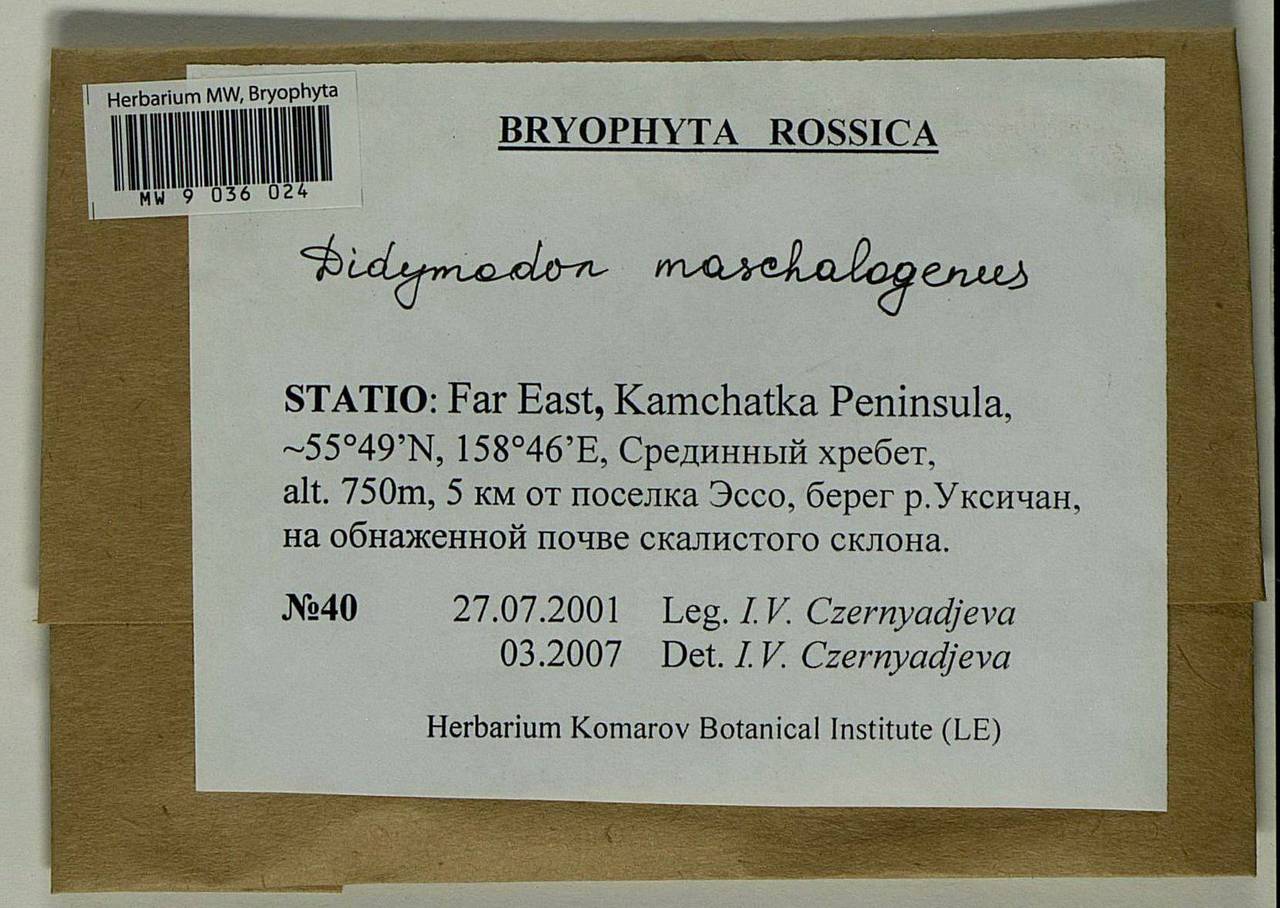 Herbarium MW, Bryophyta
MW 9 036 024
BRYOPHYTA ROSSICA
Didymodon maschalogenus
STATIO: Far East, Kamchatka Peninsula,
~55°49’N, 158°46’E, Срединный хребет,
alt. 750m, 5 км от поселка Эссо, берег р.Уксичан,
на обнаженной почве скалистого склона.
№40 27.07.2001 Leg. I.V. Czernyadjeva
03.2007 Det. I.V. Czernyadjeva
Herbarium Komarov Botanical Institute (LE)